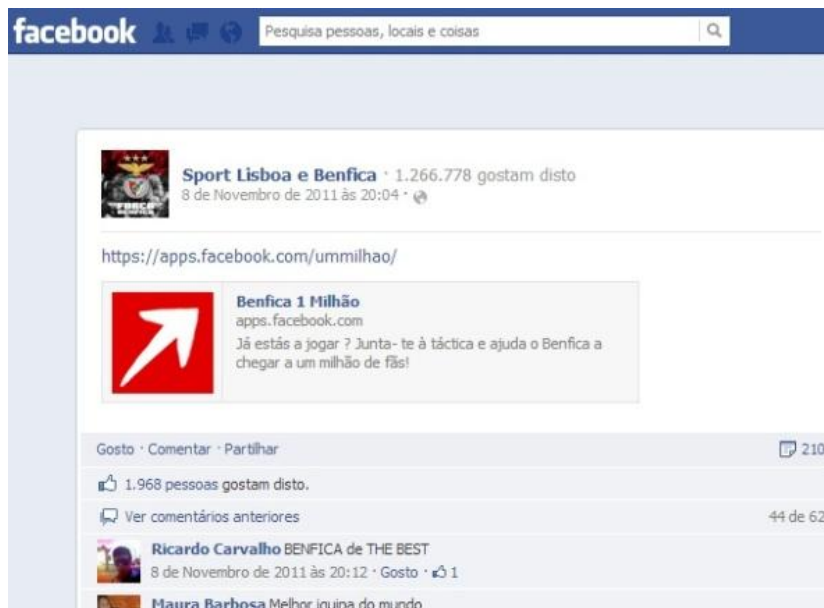 facebook
Pesquisa pessoas, locais e coisas
Sport Lisboa e Benfica · 1.266.778 gostam disto
8 de Novembro de 2011 às 20:04 ·
https://apps.facebook.com/ummilhao/
Benfica 1 Milhão
apps.facebook.com
Já estás a jogar ? Junta- te à táctica e ajuda o Benfica a
chegar a um milhão de fãs!
Gosto · Comentar · Partilhar
210
1.968 pessoas gostam disto.
Ver comentários anteriores
44 de 62
Ricardo Carvalho BENFICA de THE BEST
8 de Novembro de 2011 às 20:12 · Gosto · 1
Maura Barbosa Melhor iquipa do mundo